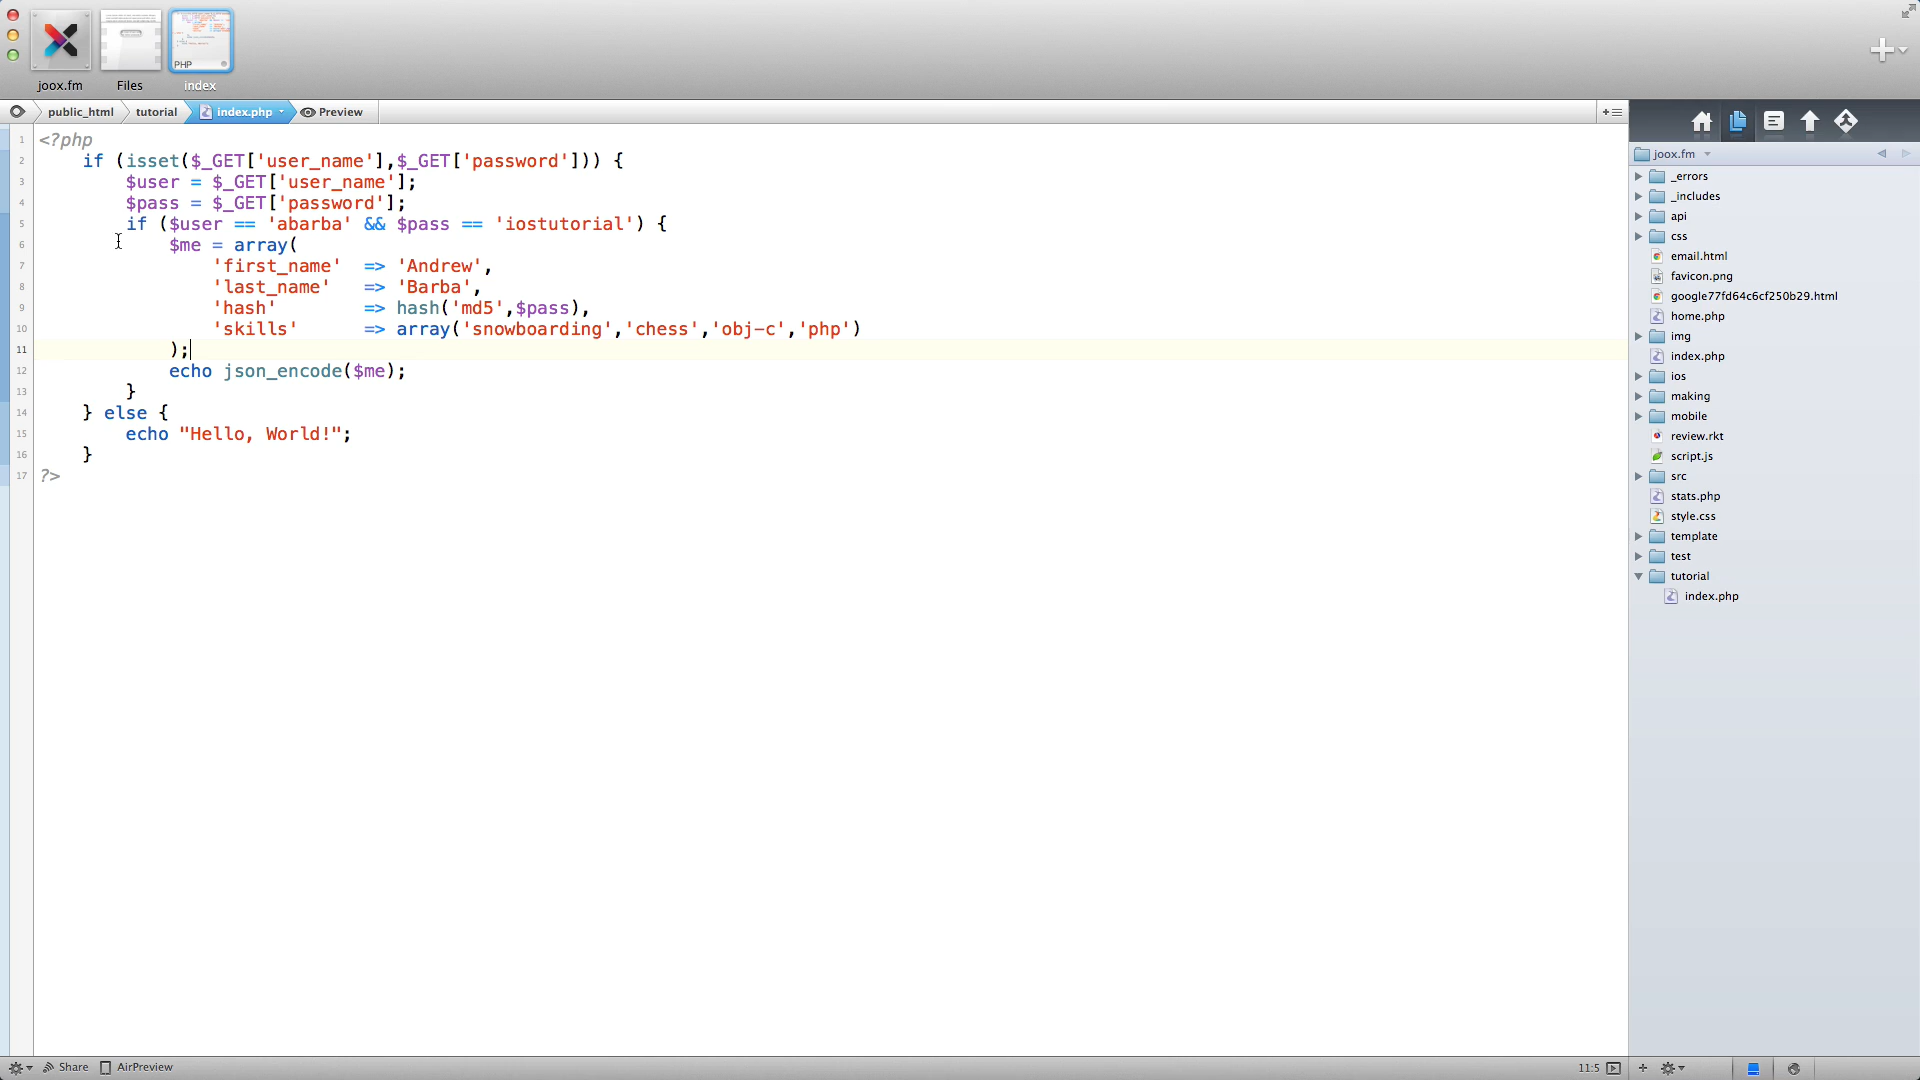 PHP
joox.fm
Files
index
public_html
tutorial
index.php
Preview
joox.fm
1 <?php
2 if (isset($_GET['user_name'],$_GET['password'])) {
3 $user = $_GET['user_name'];
4 $pass = $_GET['password'];
5 if ($user == 'abarba' && $pass == 'iostutorial') {
6 $me = array(
7 'first_name' => 'Andrew',
8 'last_name' => 'Barba',
9 'hash' => hash('md5',$pass),
10 'skills' => array('snowboarding','chess','obj-c','php')
11 );
12 echo json_encode($me);
13 }
14 } else {
15 echo "Hello, World!";
16 }
17 ?>
_errors
_includes
api
css
email.html
favicon.png
google77fd64c6cf250b29.html
home.php
img
index.php
ios
making
mobile
review.rkt
script.js
src
stats.php
style.css
template
test
tutorial
index.php
Share
AirPreview
11:5